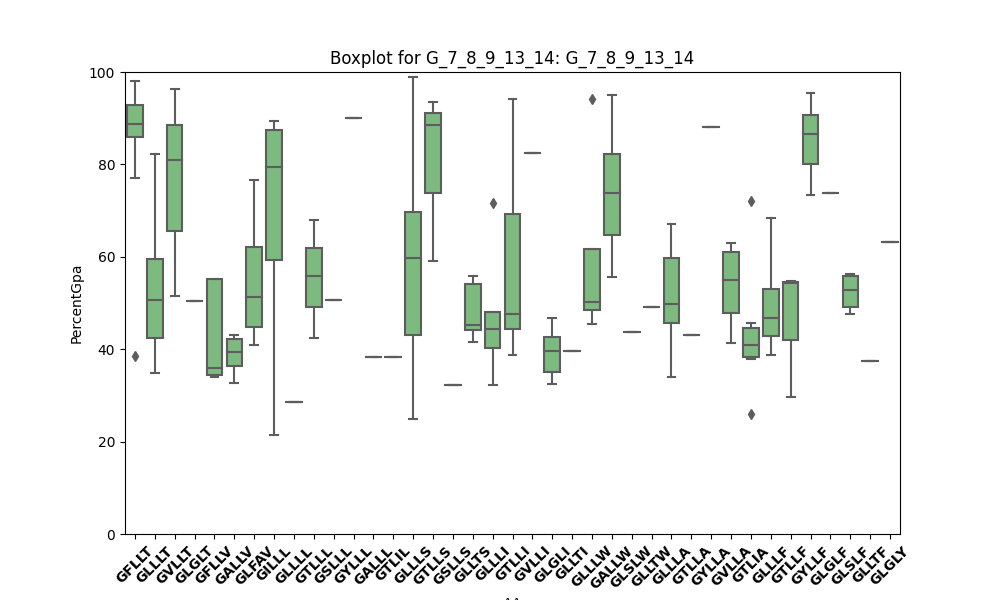 Boxplot for G_7_8_9_13_14: G_7_8_9_13_14
PercentGpa
100
80
60
40
20
0
GFLLT
GLLLT
GVLLT
GLGLT
GFLLV
GALLV
GLFAV
GILLL
GLLLL
GTLLL
GSLLL
GYLLL
GALLL
GTLIL
GLLLS
GTLLS
GSLLS
GLLTS
GLLLI
GTLLI
GVLLI
GLGLI
GLLTI
GLLLW
GALLW
GLSLW
GLLTW
GLLLA
GTLLA
GYLLA
GVLLA
GTLIA
GLLLF
GTLLF
GYLLF
GLGLF
GLSLF
GLLTF
GLGLY